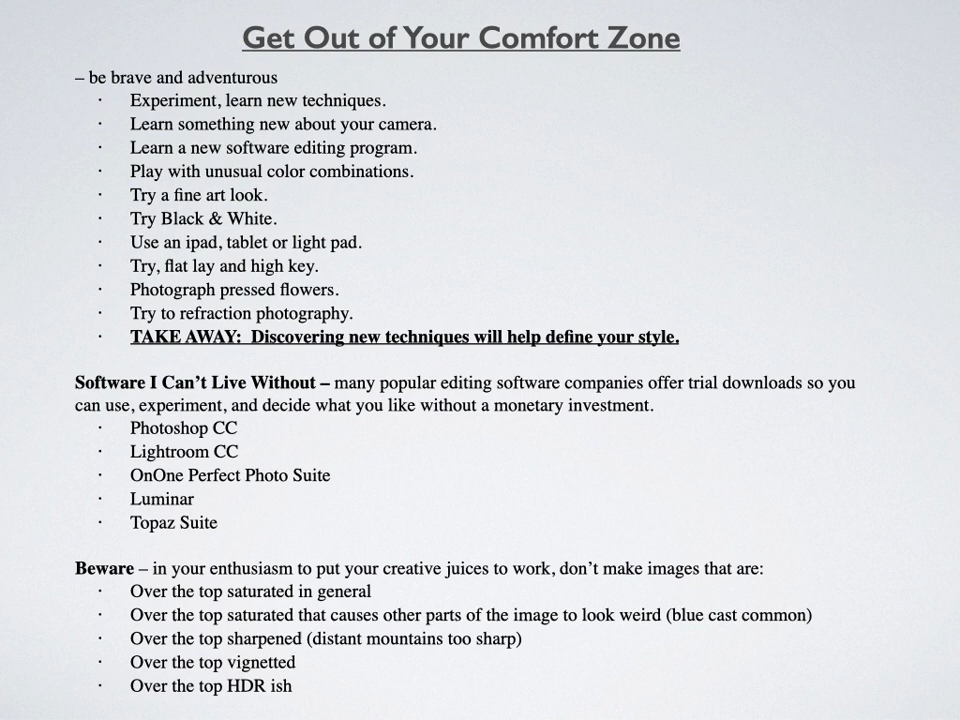 Get Out of Your Comfort Zone
– be brave and adventurous
· Experiment, learn new techniques.
· Learn something new about your camera.
· Learn a new software editing program.
· Play with unusual color combinations.
· Try a fine art look.
· Try Black & White.
· Use an ipad, tablet or light pad.
· Try, flat lay and high key.
· Photograph pressed flowers.
· Try to refraction photography.
· TAKE AWAY:  Discovering new techniques will help define your style.
Software I Can’t Live Without – many popular editing software companies offer trial downloads so you
can use, experiment, and decide what you like without a monetary investment.
· Photoshop CC
· Lightroom CC
· OnOne Perfect Photo Suite
· Luminar
· Topaz Suite
Beware – in your enthusiasm to put your creative juices to work, don’t make images that are:
· Over the top saturated in general
· Over the top saturated that causes other parts of the image to look weird (blue cast common)
· Over the top sharpened (distant mountains too sharp)
· Over the top vignetted
· Over the top HDR ish